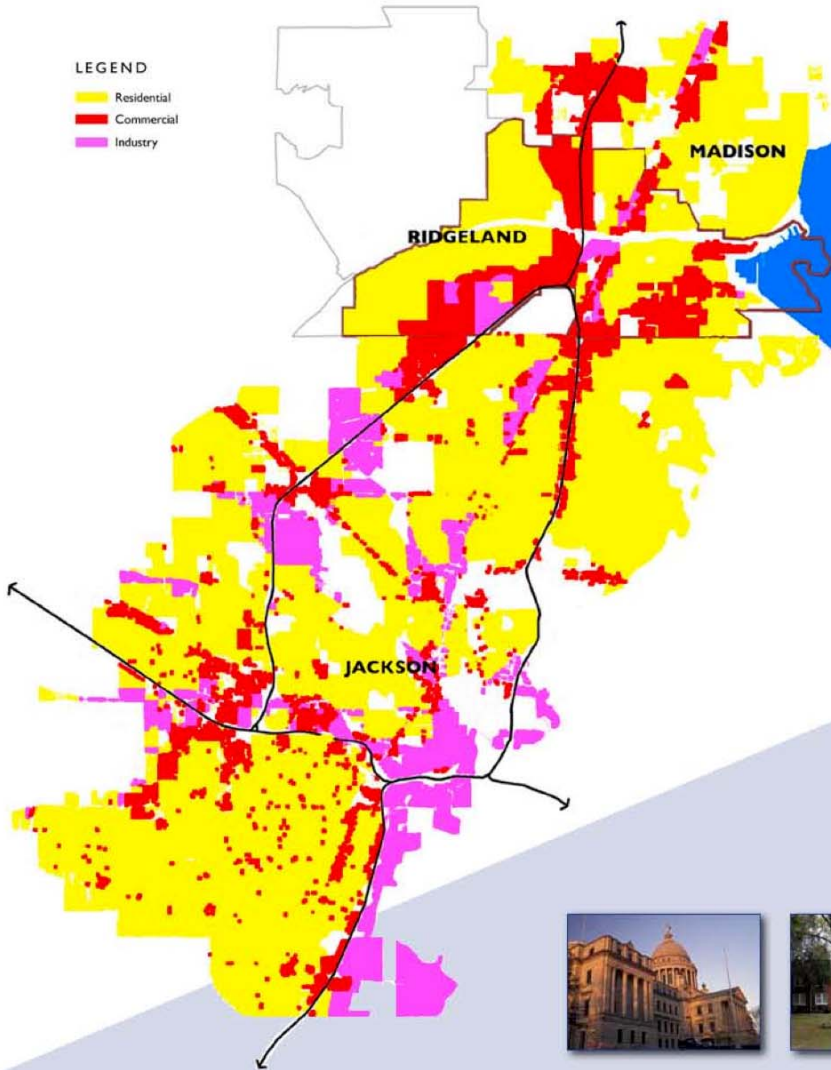 LEGEND
Residential
Commercial
Industry
MADISON
RIDGELAND
JACKSON